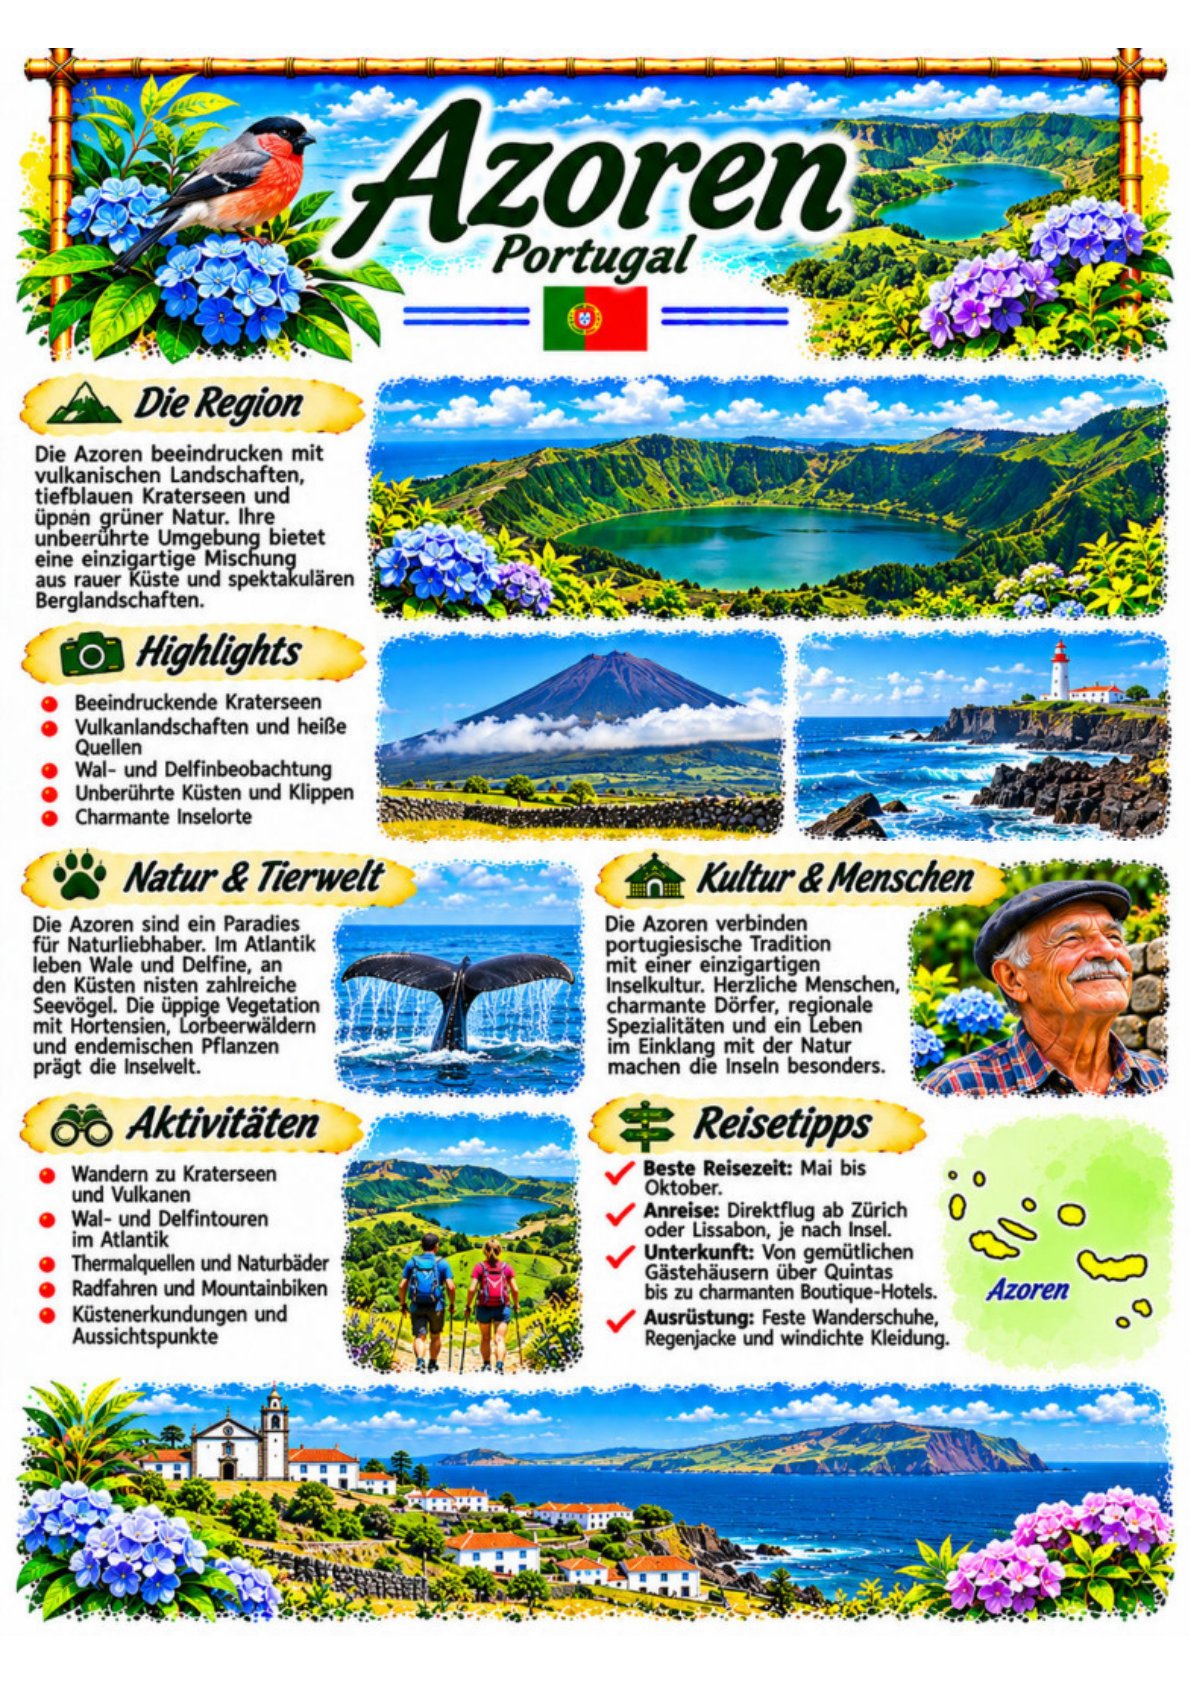 Azoren
Portugal
Die Region
Die Azoren beeindrucken mit
vulkanischen Landschaften,
tiefblauen Kraterseen und
üpnén grüner Natur. Ihre
unberrührte Umgebung bietet
eine einzigartige Mischung
aus rauer Küste und spektakulären
Berglandschaften.
Highlights
Beeindruckende Kraterseen
Vulkanlandschaften und heiße
Quellen
Wal- und Delfinbeobachtung
Unberührte Küsten und Klippen
Charmante Inselorte
Natur & Tierwelt
Die Azoren sind ein Paradies
für Naturliebhaber. Im Atlantik
leben Wale und Delfine, an
den Küsten nisten zahlreiche
Seevögel. Die üppige Vegetation
mit Hortensien, Lorbeerwäldern
und endemischen Pflanzen
prägt die Inselwelt.
Kultur & Menschen
Die Azoren verbinden
portugiesische Tradition
mit einer einzigartigen
Inselkultur. Herzliche Menschen,
charmante Dörfer, regionale
Spezialitäten und ein Leben
im Einklang mit der Natur
machen die Inseln besonders.
Aktivitäten
Wandern zu Kraterseen
und Vulkanen
Wal- und Delfintouren
im Atlantik
Thermalquellen und Naturbäder
Radfahren und Mountainbiken
Küstenerkundungen und
Aussichtspunkte
Reisetipps
Beste Reisezeit: Mai bis
Oktober.
Anreise: Direktflug ab Zürich
oder Lissabon, je nach Insel.
Unterkunft: Von gemütlichen
Gästehäusern über Quintas
bis zu charmanten Boutique-Hotels.
Ausrüstung: Feste Wanderschuhe,
Regenjacke und windichte Kleidung.
Azoren